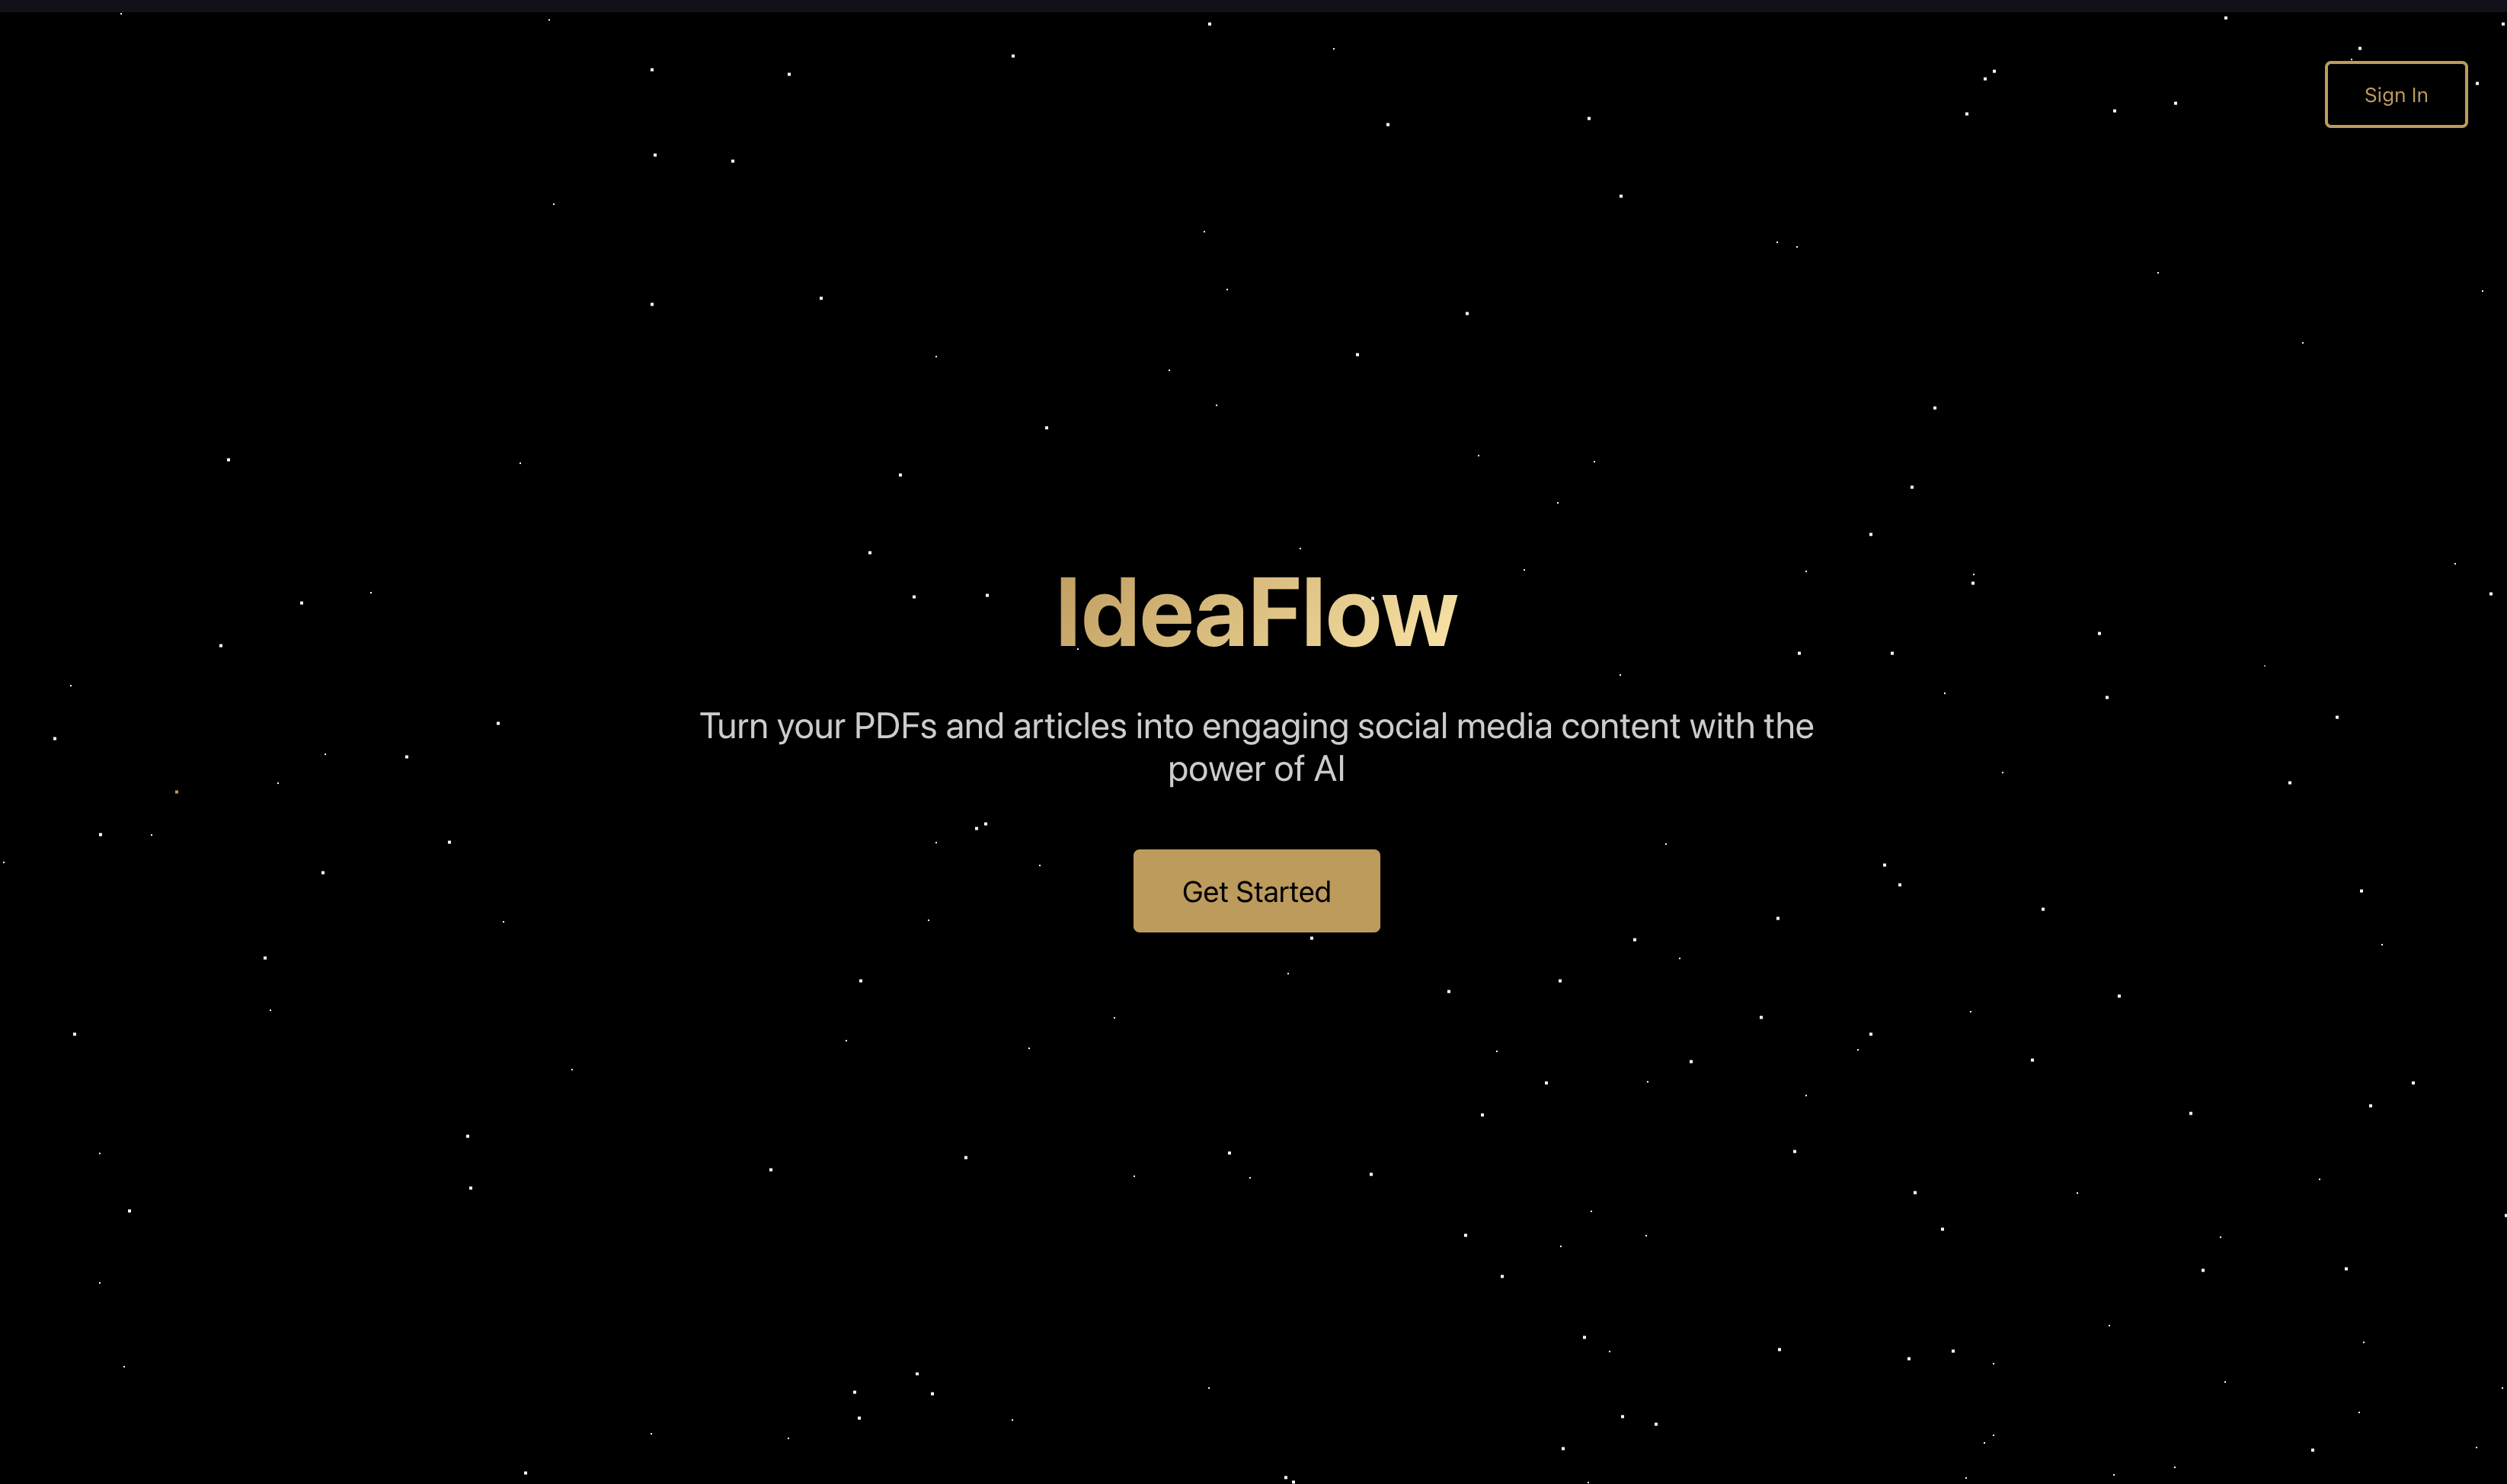 Sign In
IdeaFlow
Turn your PDFs and articles into engaging social media content with the
power of AI
Get Started